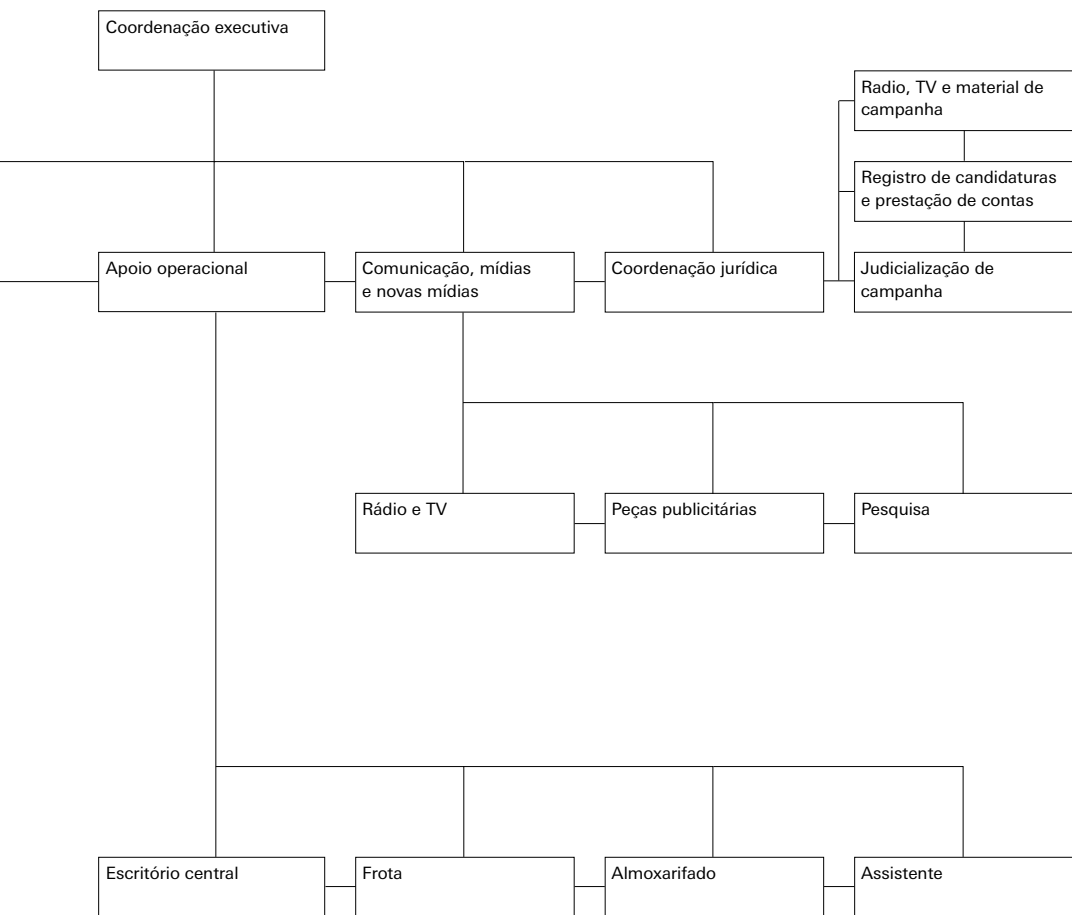 Coordenação executiva
Radio, TV e material de
campanha
Registro de candidaturas
e prestação de contas
Apoio operacional
Comunicação, mídias
e novas mídias
Coordenação jurídica
Judicialização de
campanha
Rádio e TV
Peças publicitárias
Pesquisa
Escritório central
Frota
Almoxarifado
Assistente